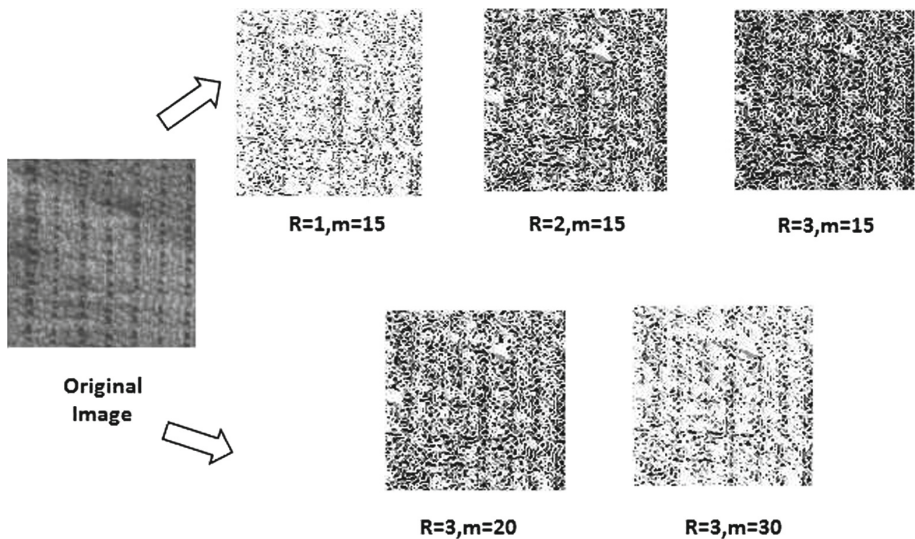 R=1,m=15
R=2,m=15
R=3,m=15
Original
Image
R=3,m=20
R=3,m=30